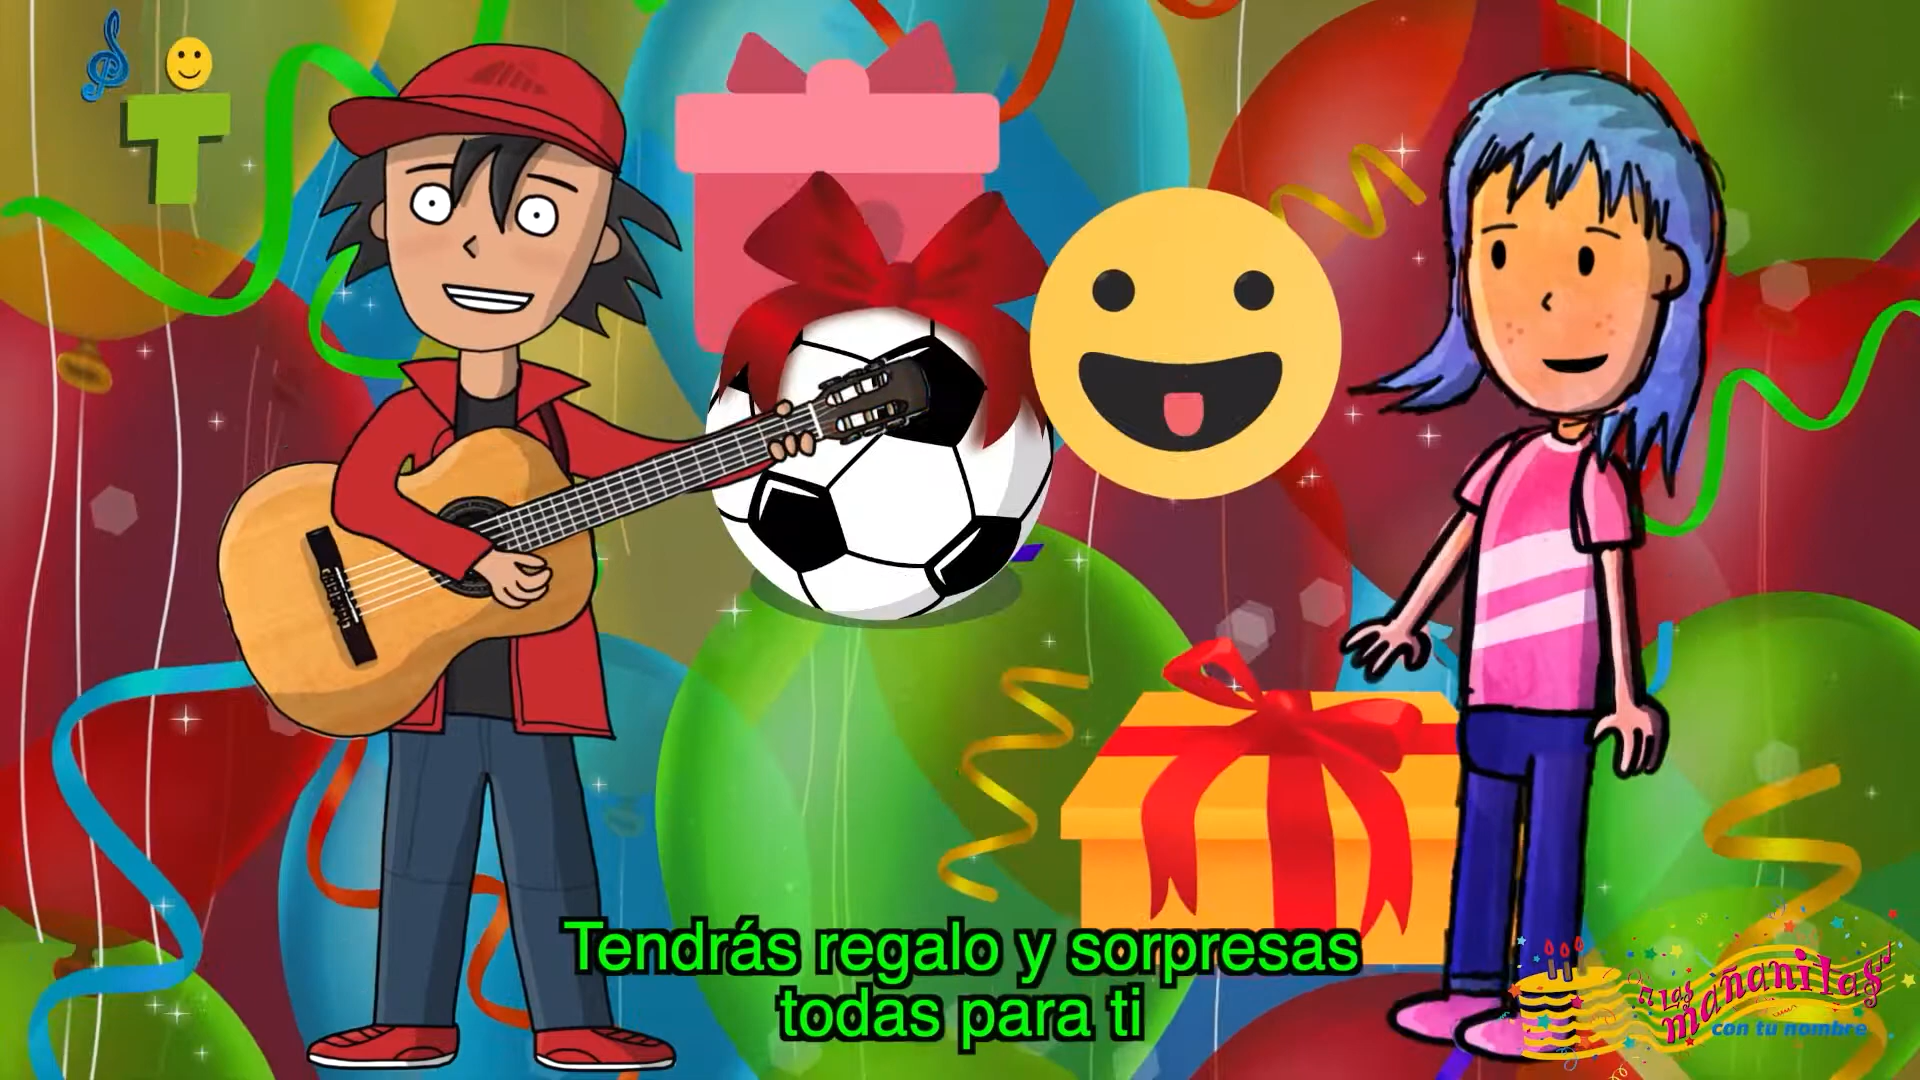 T
Tendrás regalo y sorpresas
todas para ti
Las
mañanitas
con tu nombre